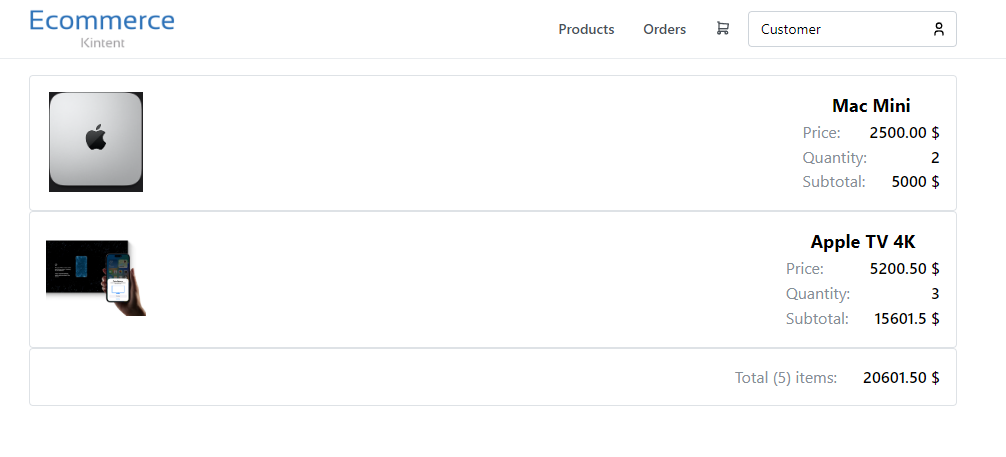 Ecommerce
Kintent
Products Orders Customer
Mac Mini
Price: 2500.00 $
Quantity: 2
Subtotal: 5000 $
Apple TV 4K
Price: 5200.50 $
Quantity: 3
Subtotal: 15601.5 $
Total (5) items: 20601.50 $